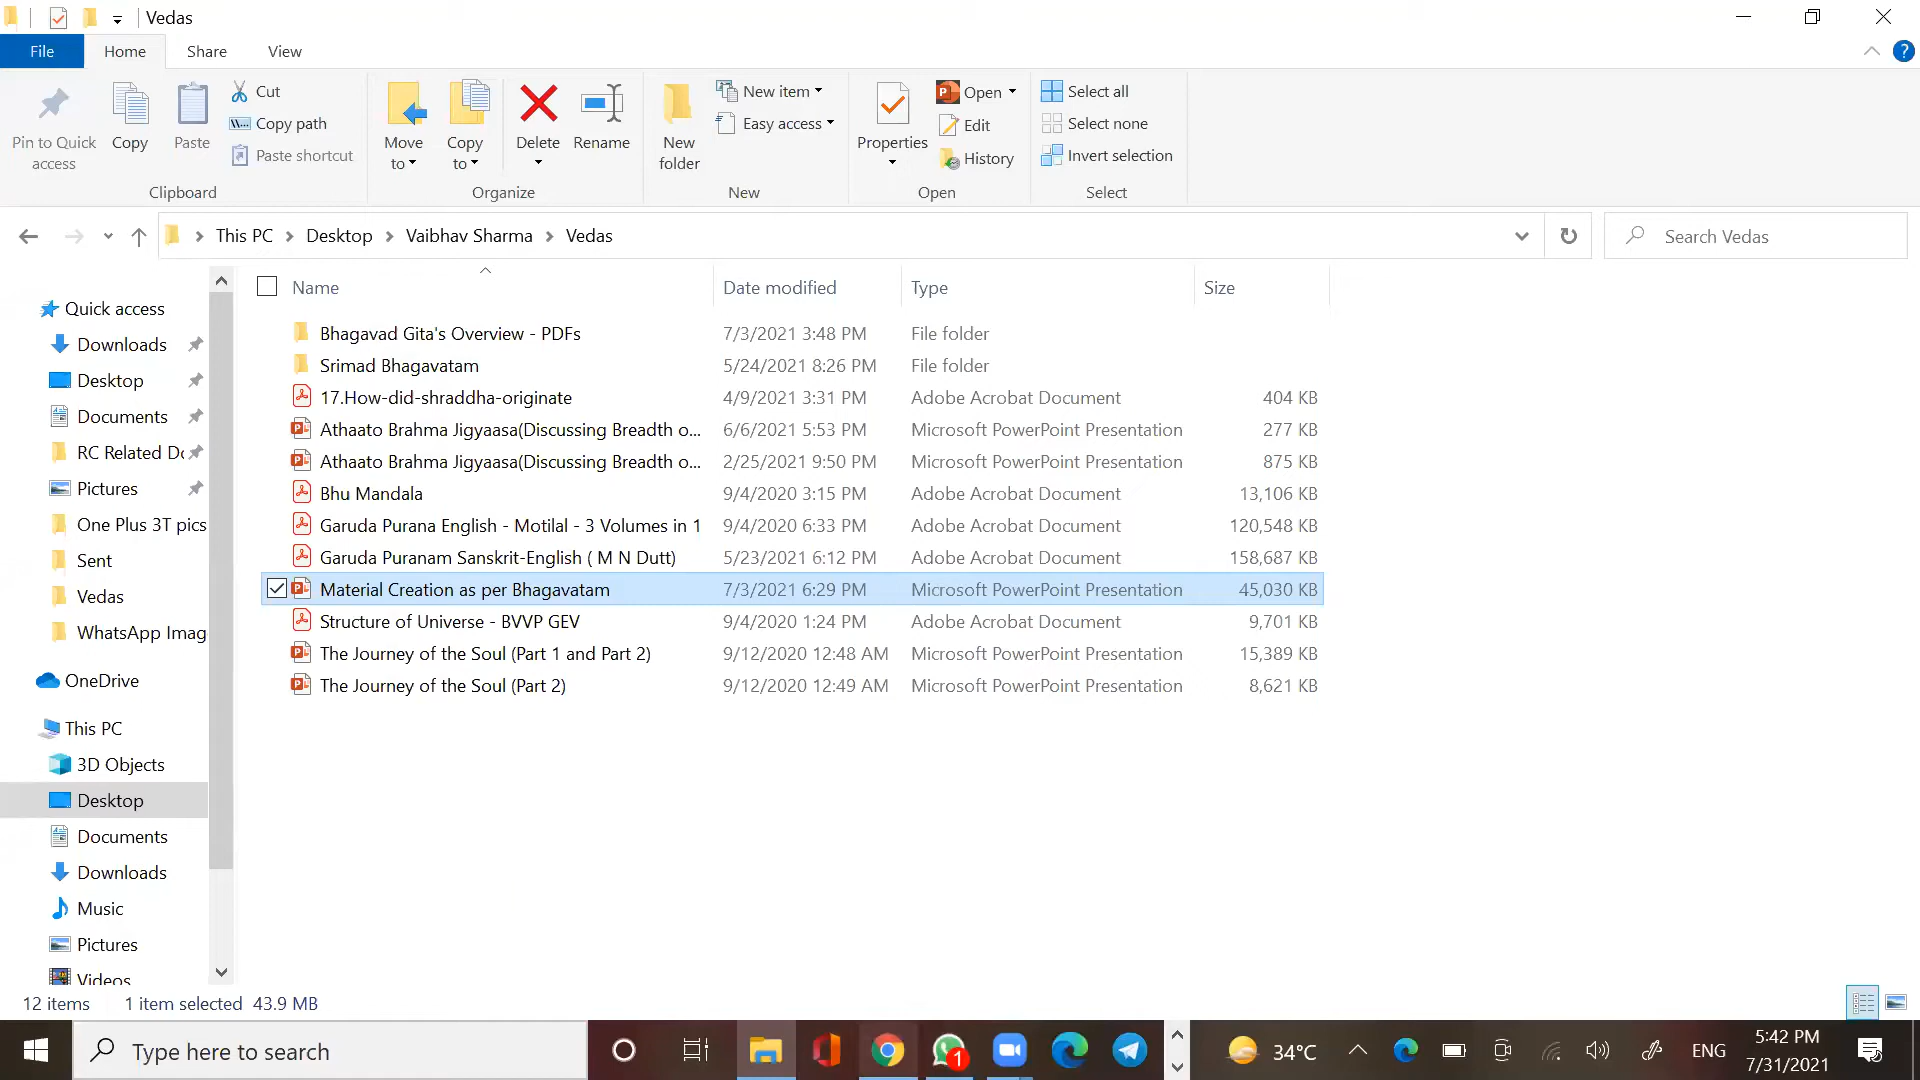 Vedas
File Home Share View
Pin to Quick access
Copy
Paste
Cut
Copy path
Paste shortcut
Clipboard
Move to
Copy to
Delete
Rename
Organize
New folder
New item
Easy access
New
Properties
Open
Edit
History
Open
Select all
Select none
Invert selection
Select
This PC > Desktop > Vaibhav Sharma > Vedas
Search Vedas
Quick access
Downloads
Desktop
Documents
RC Related Do
Pictures
One Plus 3T pics
Sent
Vedas
WhatsApp Imag
OneDrive
This PC
3D Objects
Desktop
Documents
Downloads
Music
Pictures
Videos
Name Date modified Type Size
Bhagavad Gita's Overview - PDFs 7/3/2021 3:48 PM File folder
Srimad Bhagavatam 5/24/2021 8:26 PM File folder
17.How-did-shraddha-originate 4/9/2021 3:31 PM Adobe Acrobat Document 404 KB
Athaato Brahma Jigyaasa(Discussing Breadth o... 6/6/2021 5:53 PM Microsoft PowerPoint Presentation 277 KB
Athaato Brahma Jigyaasa(Discussing Breadth o... 2/25/2021 9:50 PM Microsoft PowerPoint Presentation 875 KB
Bhu Mandala 9/4/2020 3:15 PM Adobe Acrobat Document 13,106 KB
Garuda Purana English - Motilal - 3 Volumes in 1 9/4/2020 6:33 PM Adobe Acrobat Document 120,548 KB
Garuda Puranam Sanskrit-English ( M N Dutt) 5/23/2021 6:12 PM Adobe Acrobat Document 158,687 KB
Material Creation as per Bhagavatam 7/3/2021 6:29 PM Microsoft PowerPoint Presentation 45,030 KB
Structure of Universe - BVVP GEV 9/4/2020 1:24 PM Adobe Acrobat Document 9,701 KB
The Journey of the Soul (Part 1 and Part 2) 9/12/2020 12:48 AM Microsoft PowerPoint Presentation 15,389 KB
The Journey of the Soul (Part 2) 9/12/2020 12:49 AM Microsoft PowerPoint Presentation 8,621 KB
12 items 1 item selected 43.9 MB
Type here to search
1
34°C
ENG
5:42 PM
7/31/2021